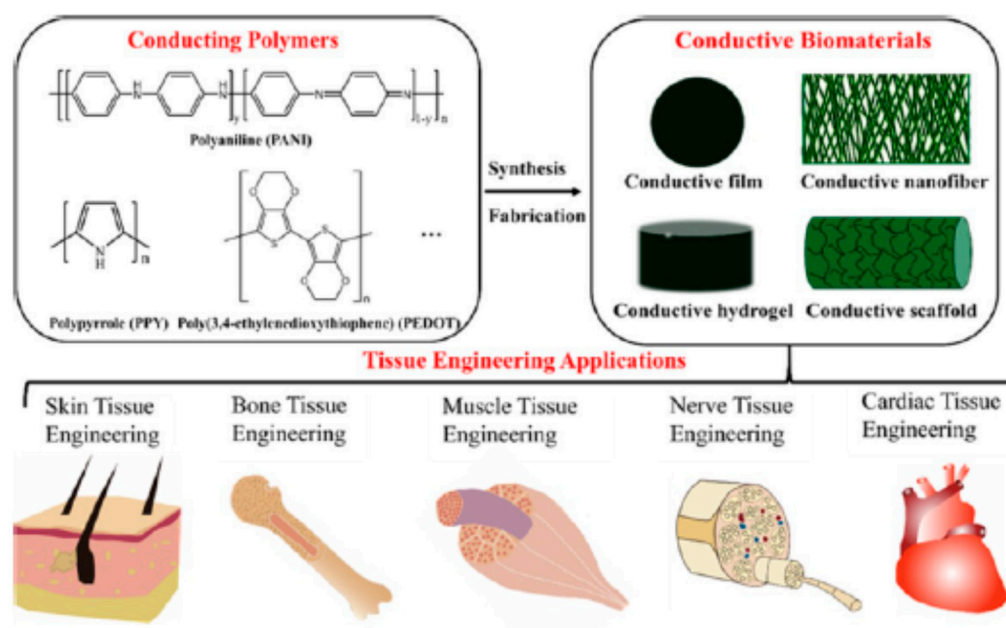 Conducting Polymers
H
N
H
N
N
N
y
1-y
n
Polyaniline (PANI)
N
H
n
O
O
S
S
O
O
n
...
Polypyrrole (PPY)
Poly(3,4-ethylenedioxythiophene) (PEDOT)
Synthesis
Fabrication
Conductive Biomaterials
Conductive film
Conductive nanofiber
Conductive hydrogel
Conductive scaffold
Tissue Engineering Applications
Skin Tissue
Engineering
Bone Tissue
Engineering
Muscle Tissue
Engineering
Nerve Tissue
Engineering
Cardiac Tissue
Engineering